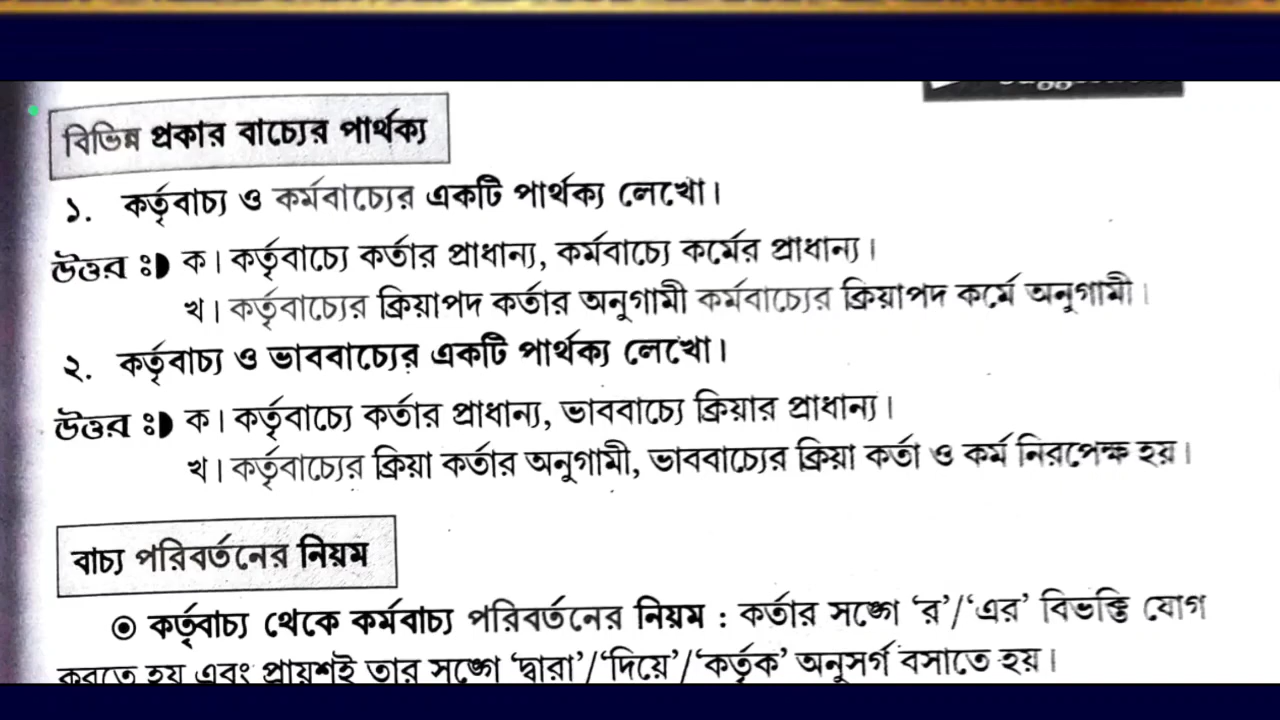 বিভিন্ন প্রকার বাচ্যের পার্থক্য
১. কর্তৃবাচ্য ও কর্মবাচ্যের একটি পার্থক্য লেখো।
উত্তর ঃ ক। কর্তৃবাচ্যে কর্তার প্রাধান্য, কর্মবাচ্যে কর্মের প্রাধান্য।
খ। কর্তৃবাচ্যের ক্রিয়াপদ কর্তার অনুগামী কর্মবাচ্যের ক্রিয়াপদ কর্মে অনুগামী।
২. কর্তৃবাচ্য ও ভাববাচ্যের একটি পার্থক্য লেখো।
উত্তর ঃ ক। কর্তৃবাচ্যে কর্তার প্রাধান্য, ভাববাচ্যে ক্রিয়ার প্রাধান্য।
খ। কর্তৃবাচ্যের ক্রিয়া কর্তার অনুগামী, ভাববাচ্যের ক্রিয়া কর্তা ও কর্ম নিরপেক্ষ হয়।
বাচ্য পরিবর্তনের নিয়ম
⦿ কর্তৃবাচ্য থেকে কর্মবাচ্য পরিবর্তনের নিয়ম : কর্তার সঙ্গে ‘র’/‘এর’ বিভক্তি যোগ
করতে হয় এবং প্রায়শই তার সঙ্গে ‘দ্বারা’/‘দিয়ে’/‘কর্তৃক’ অনুসর্গ বসাতে হয়।